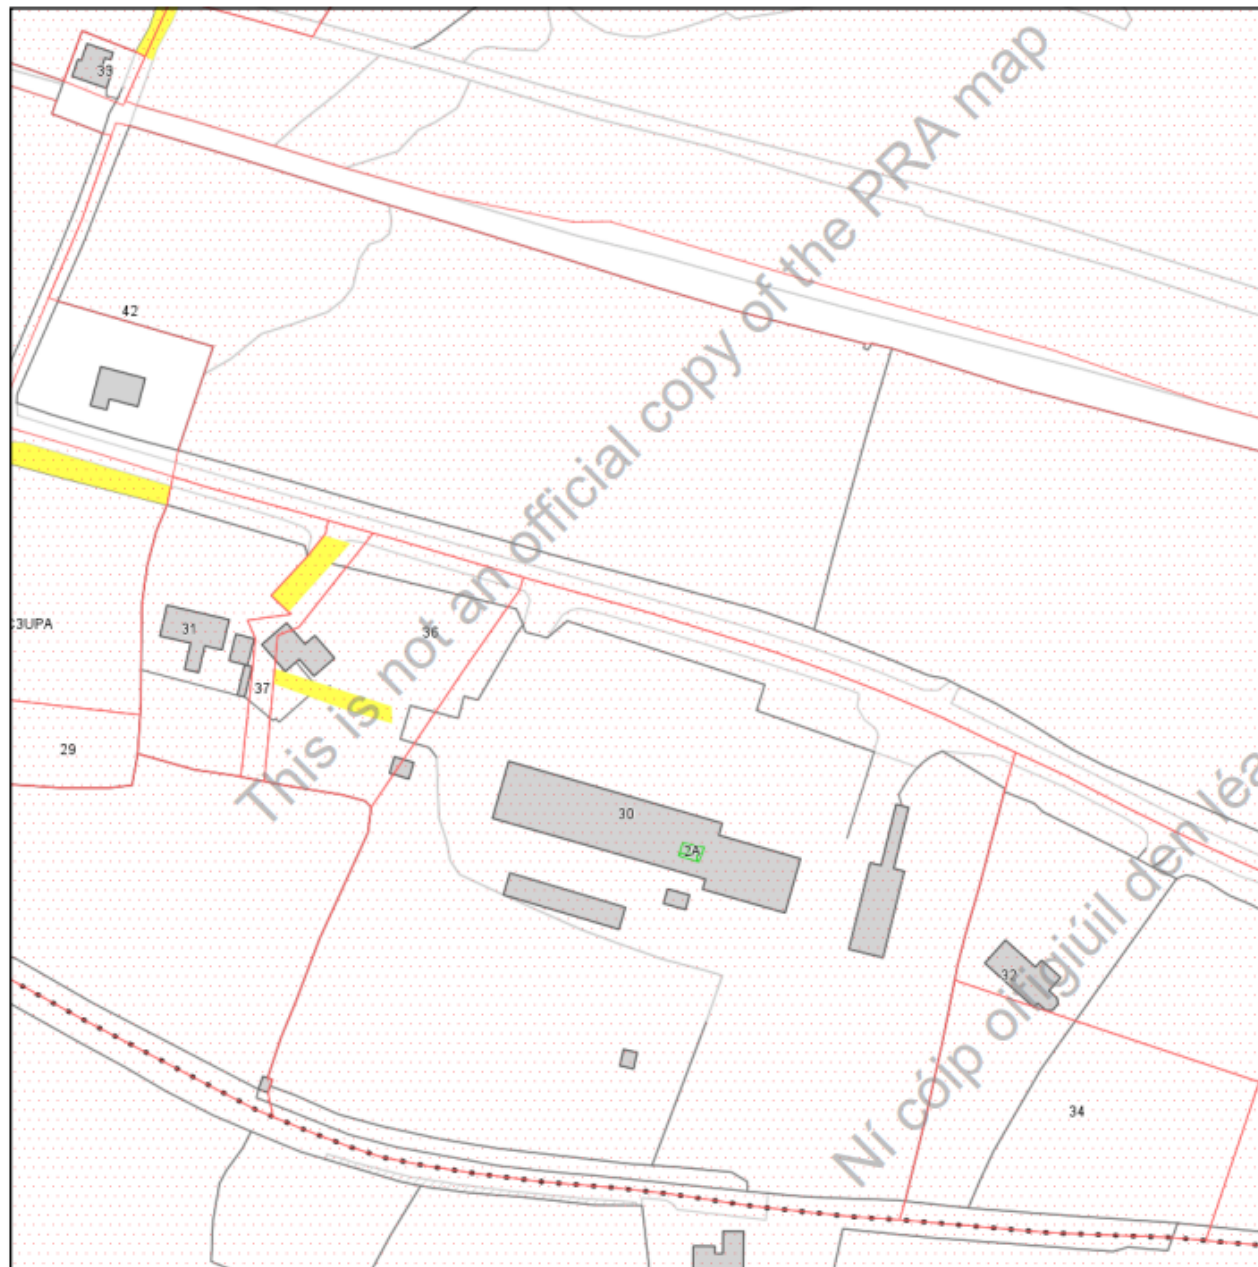 33
42
This is not an official copy of the PRA map
C3UPA
31
36
37
29
30
2A
32
34
Ní cóip oifigiúil den léa